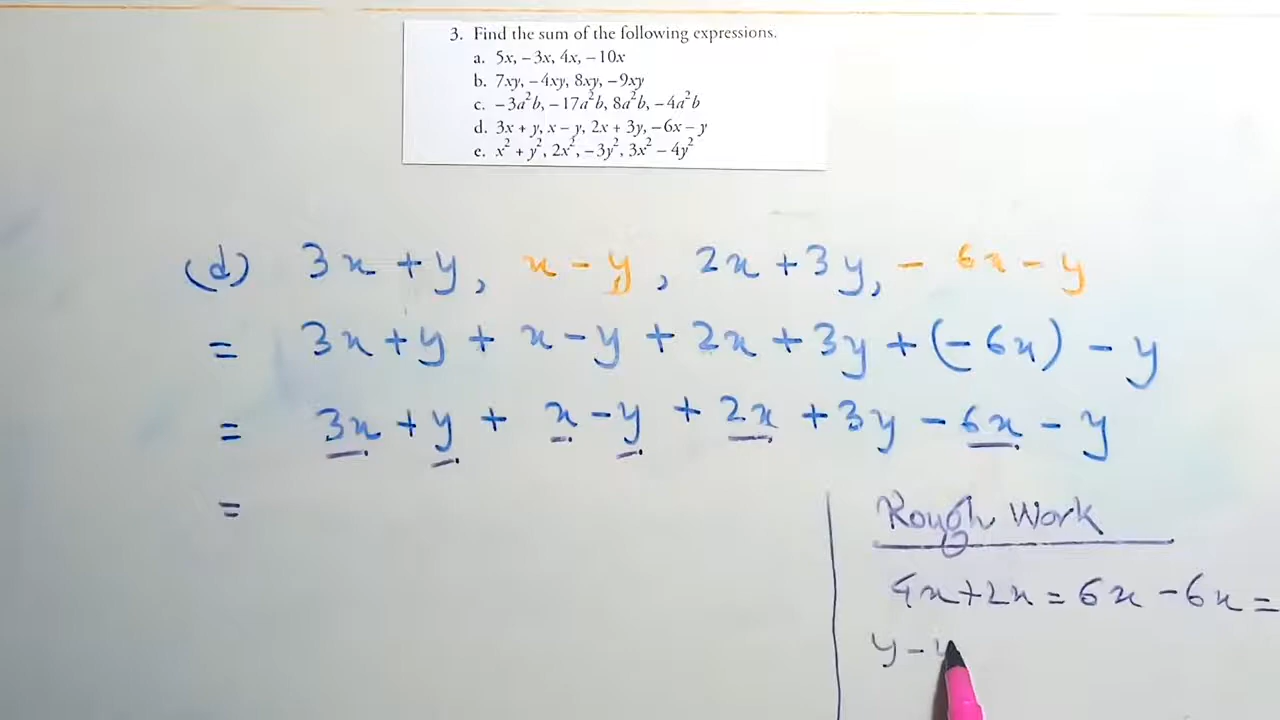 3. Find the sum of the following expressions.
a. 5x, – 3x, 4x, – 10x
b. 7xy, – 4xy, 8xy, –9xy
c. – 3a²b, – 17a²b, 8a²b, – 4a²b
d. 3x + y, x – y, 2x + 3y, –6x – y
e. x² + y², 2x², – 3y², 3x² – 4y²
(d) 3x + y, x - y, 2x + 3y, - 6x - y
= 3x + y + x - y + 2x + 3y + (-6x) - y
= 3x + y + x - y + 2x + 3y - 6x - y
=
Rough Work
4x + 2x = 6x - 6x =
y -